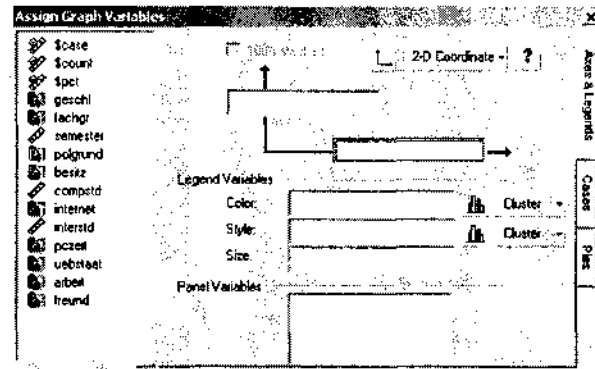 Assign Graph Variables
$case
$count
$pct
geschl
fachgr
semester
polgrund
besitz
compstd
internet
interstd
pczeit
uebstaat
arbeit
freund
2-D Coordinate
?
Legend Variables
Color:
Cluster
Style:
Cluster
Size:
Panel Variables
Axes & Legends
Cases
Pies